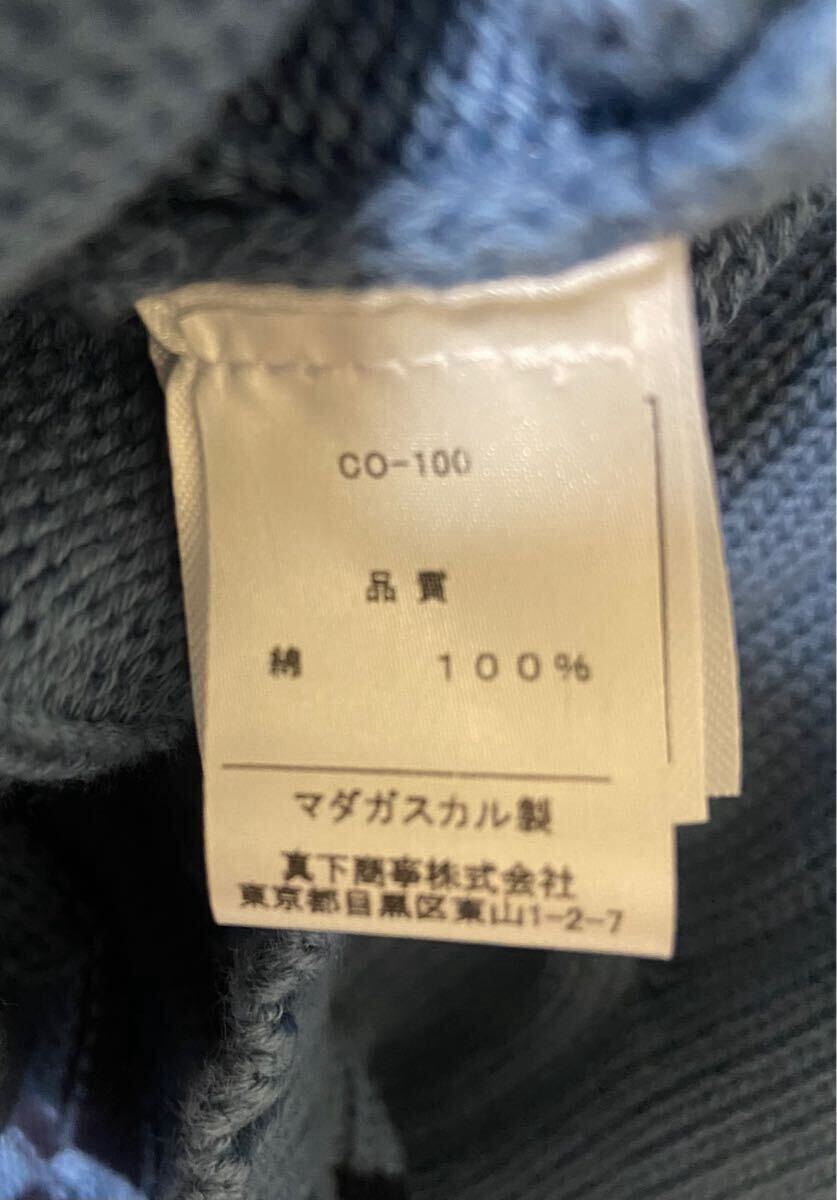 CO-100
品質
綿 100%
マダガスカル製
真下商事株式会社
東京都目黒区東山1-2-7